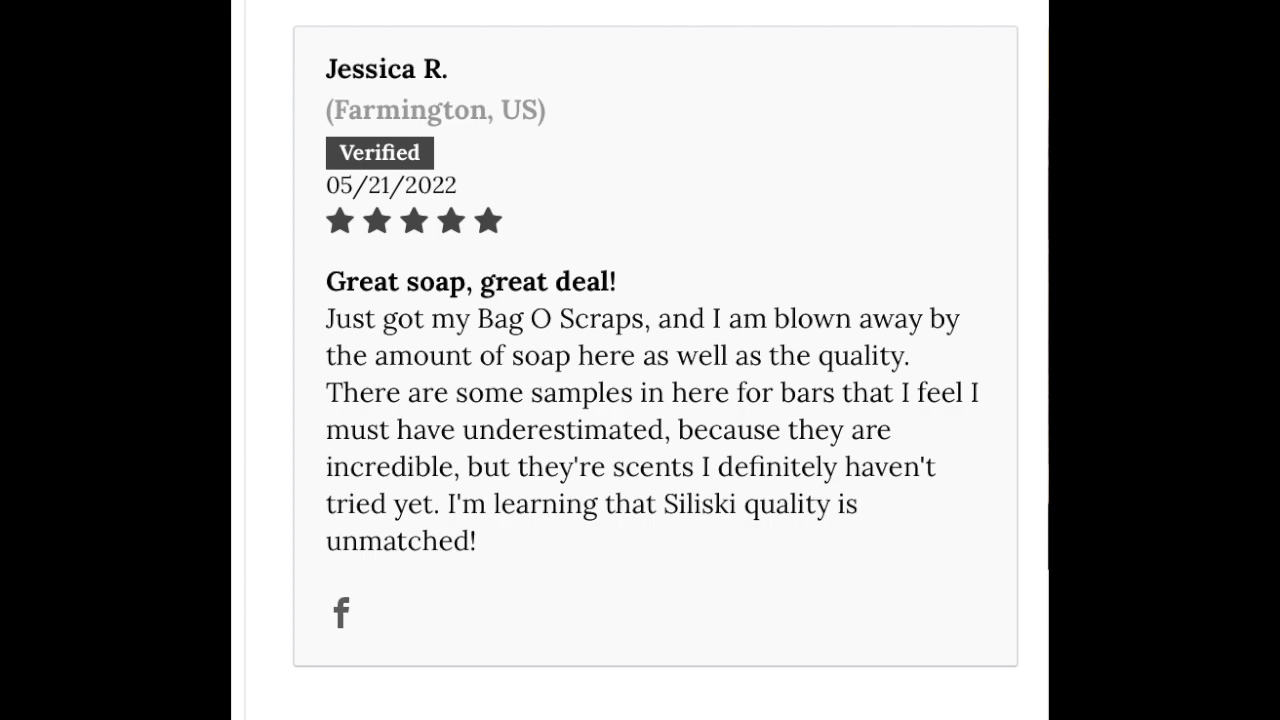 Jessica R.
(Farmington, US)
Verified
05/21/2022
Great soap, great deal!
Just got my Bag O Scraps, and I am blown away by
the amount of soap here as well as the quality.
There are some samples in here for bars that I feel I
must have underestimated, because they are
incredible, but they're scents I definitely haven't
tried yet. I'm learning that Siliski quality is
unmatched!